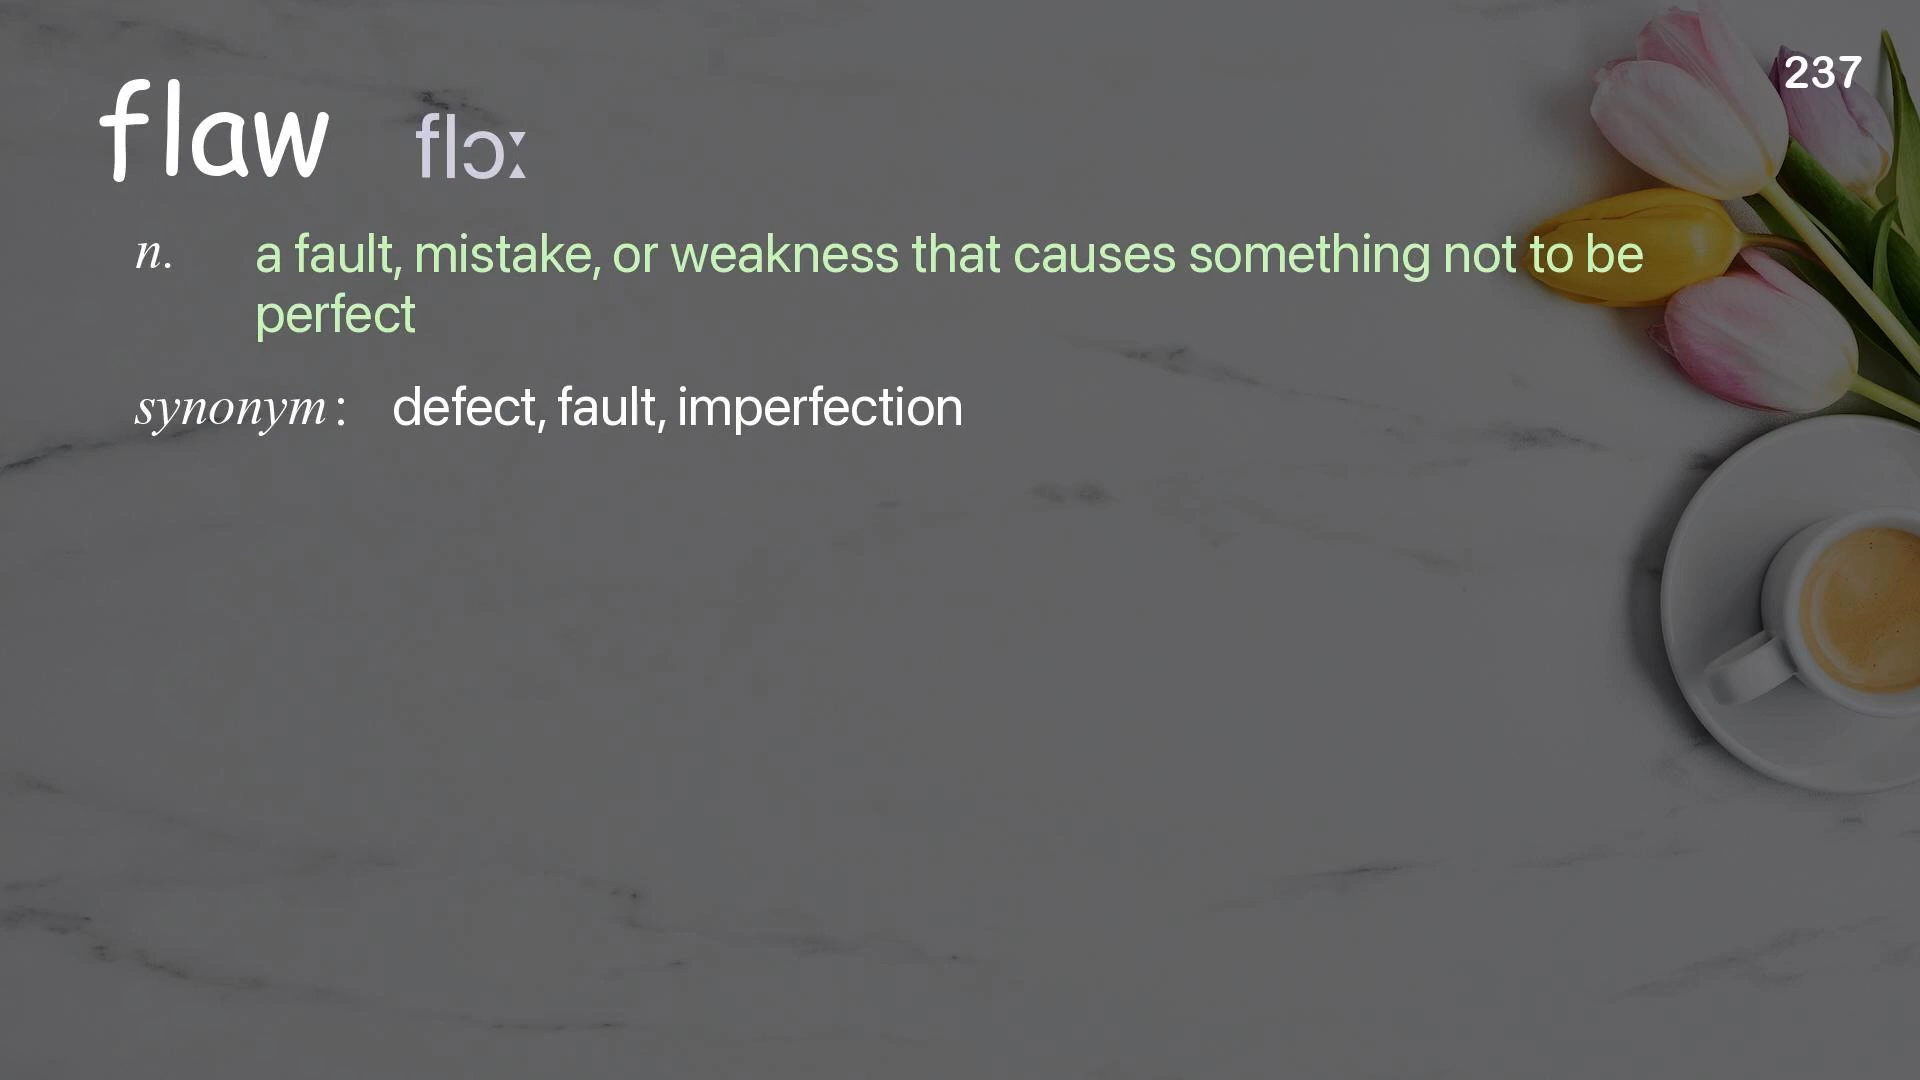 237
flaw flɔː
n. a fault, mistake, or weakness that causes something not to be
perfect
synonym: defect, fault, imperfection